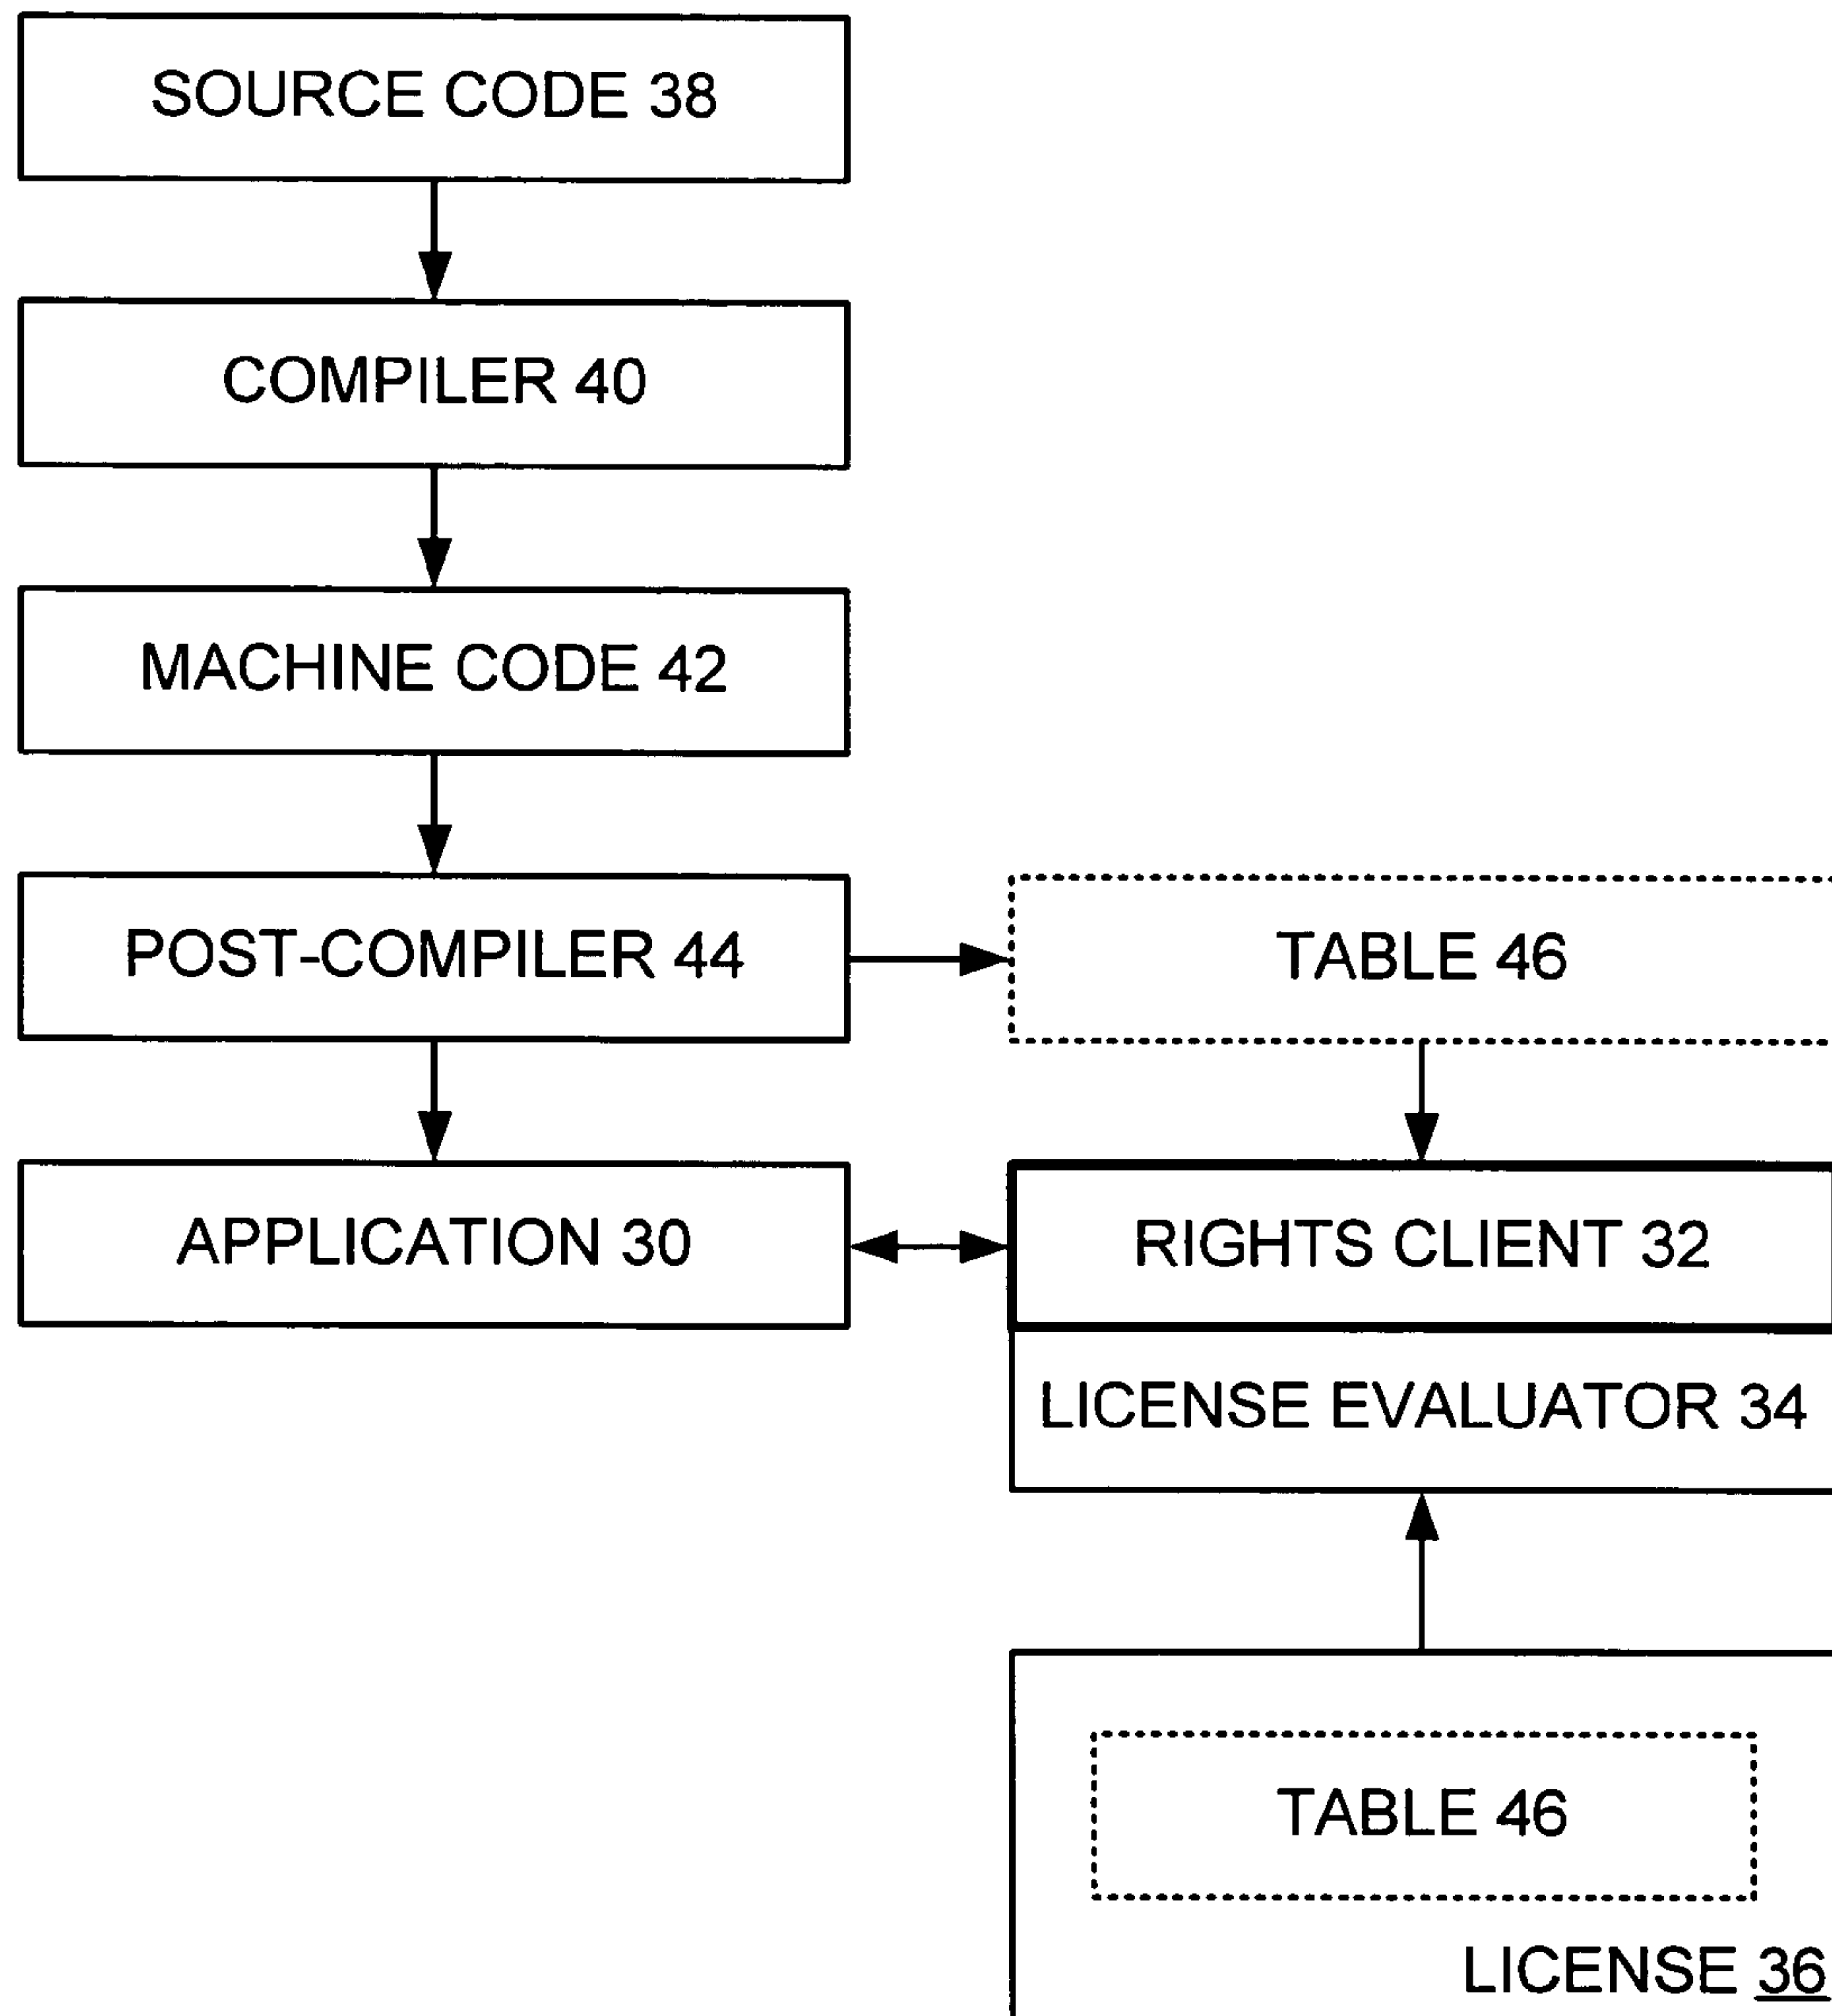 SOURCE CODE 38
COMPILER 40
MACHINE CODE 42
POST-COMPILER 44
TABLE 46
APPLICATION 30
RIGHTS CLIENT 32
LICENSE EVALUATOR 34
TABLE 46
LICENSE 36